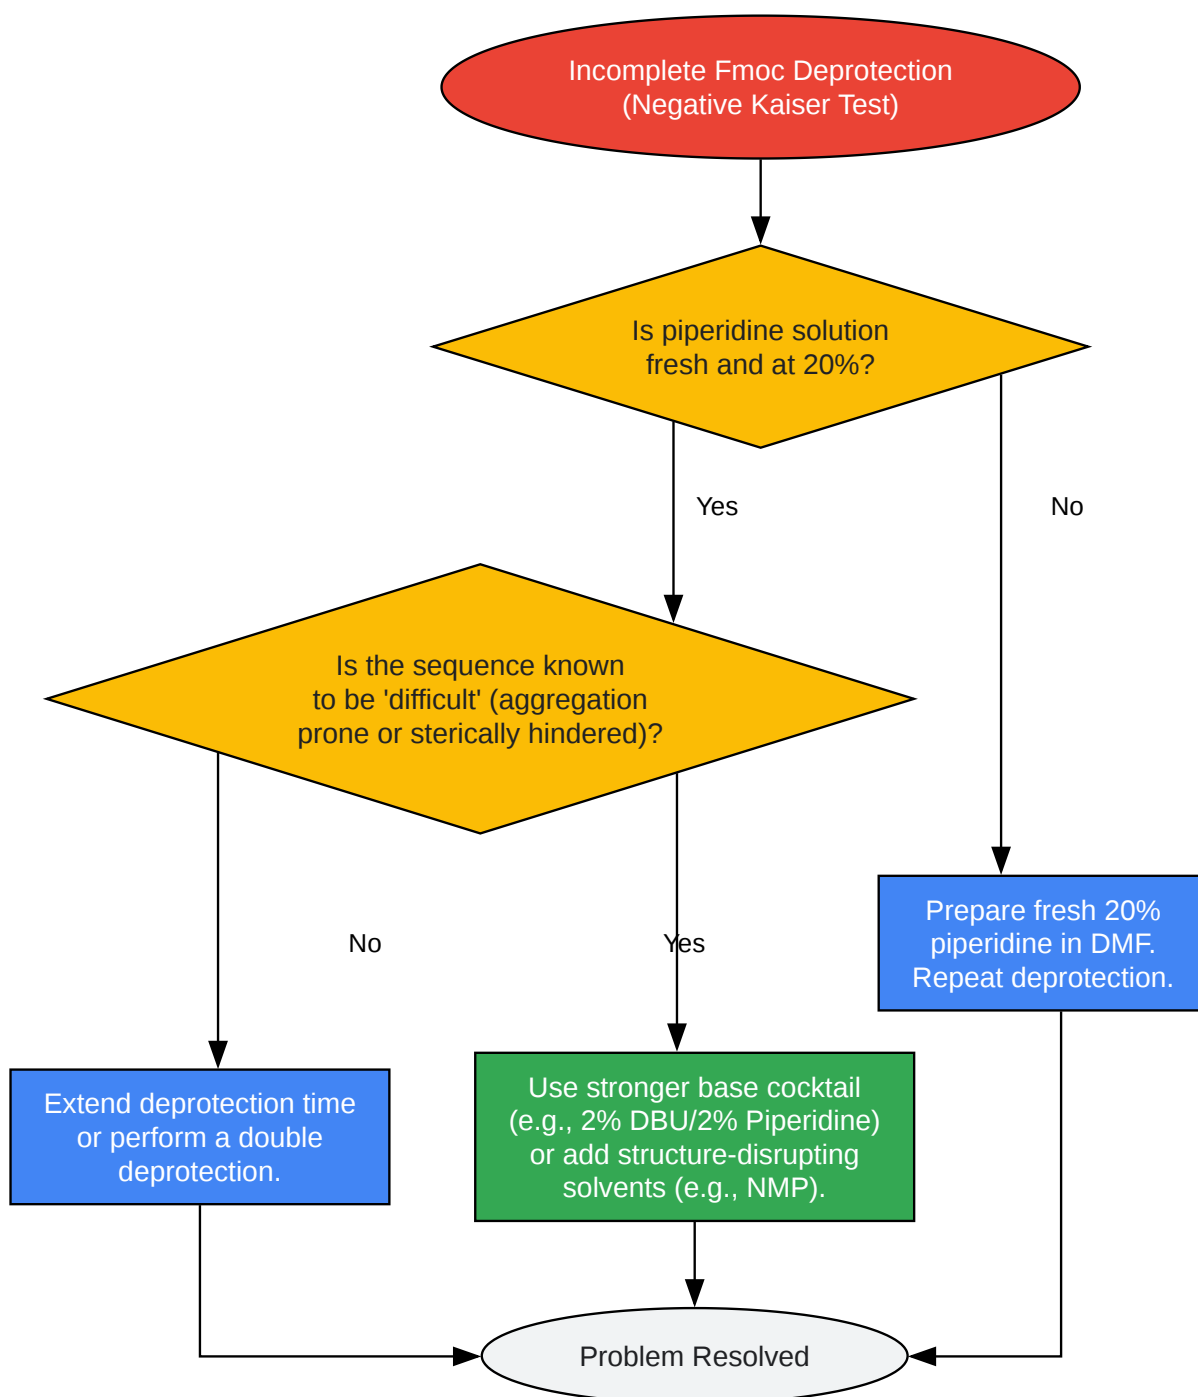 Incomplete Fmoc Deprotection
(Negative Kaiser Test)
Is piperidine solution
fresh and at 20%?
Yes
No
Is the sequence known
to be 'difficult' (aggregation
prone or sterically hindered)?
No
Yes
Prepare fresh 20%
piperidine in DMF.
Repeat deprotection.
Extend deprotection time
or perform a double
deprotection.
Use stronger base cocktail
(e.g., 2% DBU/2% Piperidine)
or add structure-disrupting
solvents (e.g., NMP).
Problem Resolved